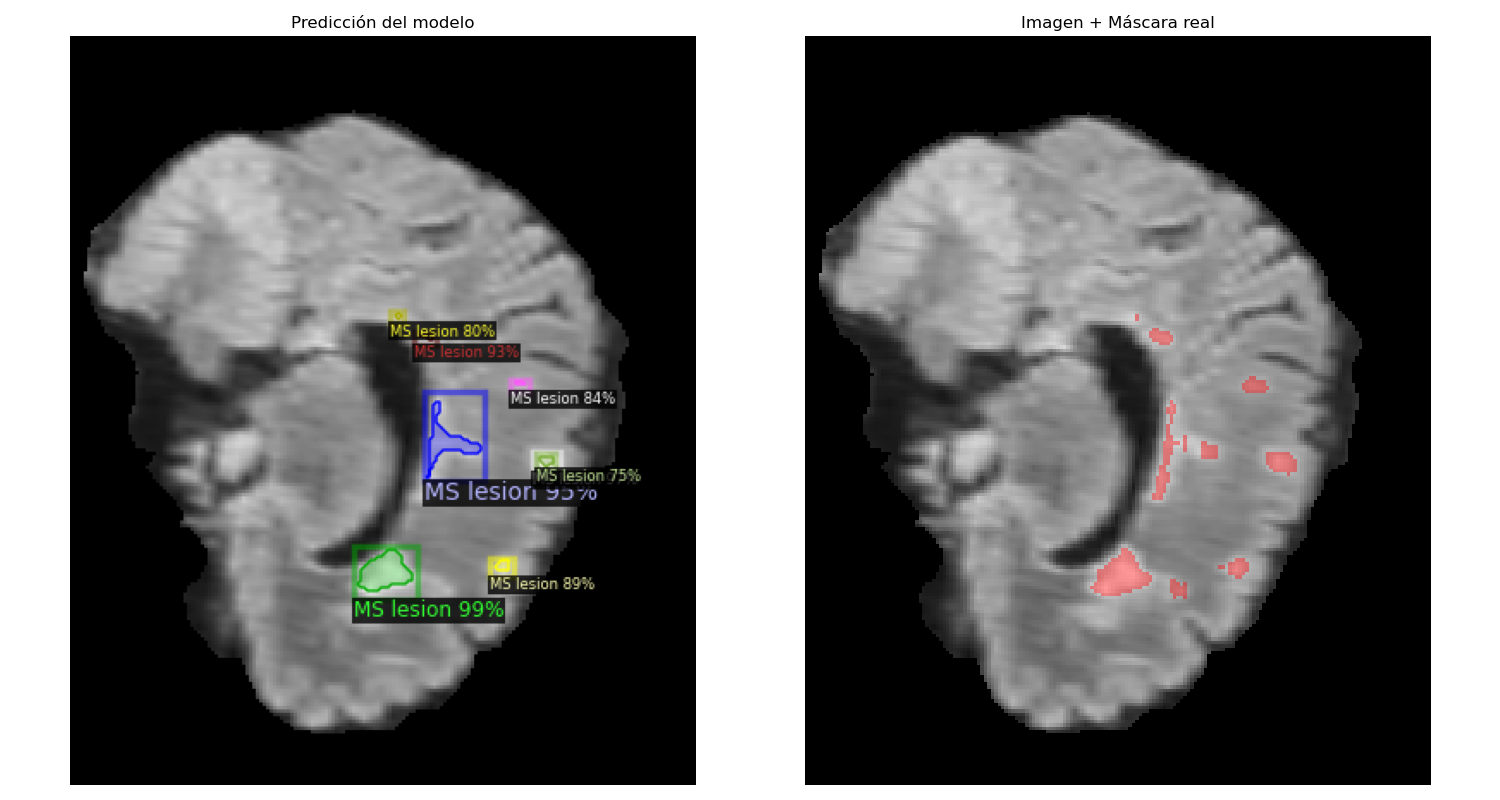 Predicción del modelo
Imagen + Máscara real
MS lesion 80%
MS lesion 93%
MS lesion 84%
MS lesion 75%
MS lesion 95%
MS lesion 89%
MS lesion 99%